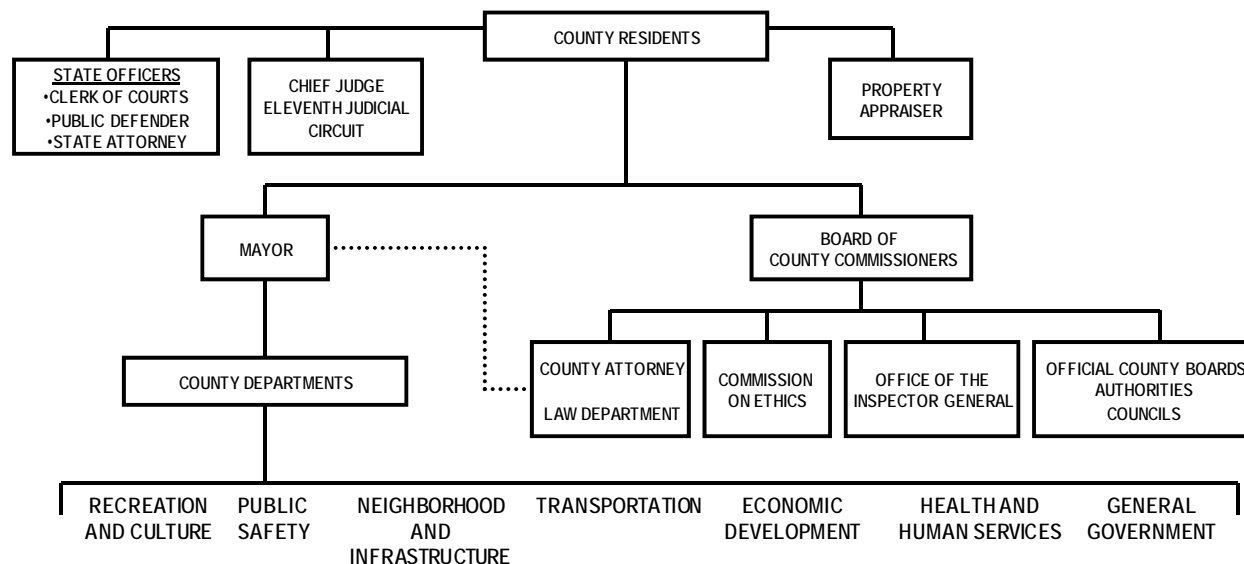 COUNTY RESIDENTS
STATE OFFICERS
•CLERK OF COURTS
•PUBLIC DEFENDER
•STATE ATTORNEY
CHIEF JUDGE
ELEVENTH JUDICIAL
CIRCUIT
PROPERTY
APPRAISER
MAYOR
BOARD OF
COUNTY COMMISSIONERS
COUNTY DEPARTMENTS
COUNTY ATTORNEY
LAW DEPARTMENT
COMMISSION
ON ETHICS
OFFICE OF THE
INSPECTOR GENERAL
OFFICIAL COUNTY BOARDS
AUTHORITIES
COUNCILS
RECREATION
AND CULTURE
PUBLIC
SAFETY
NEIGHBORHOOD
AND
INFRASTRUCTURE
TRANSPORTATION
ECONOMIC
DEVELOPMENT
HEALTH AND
HUMAN SERVICES
GENERAL
GOVERNMENT